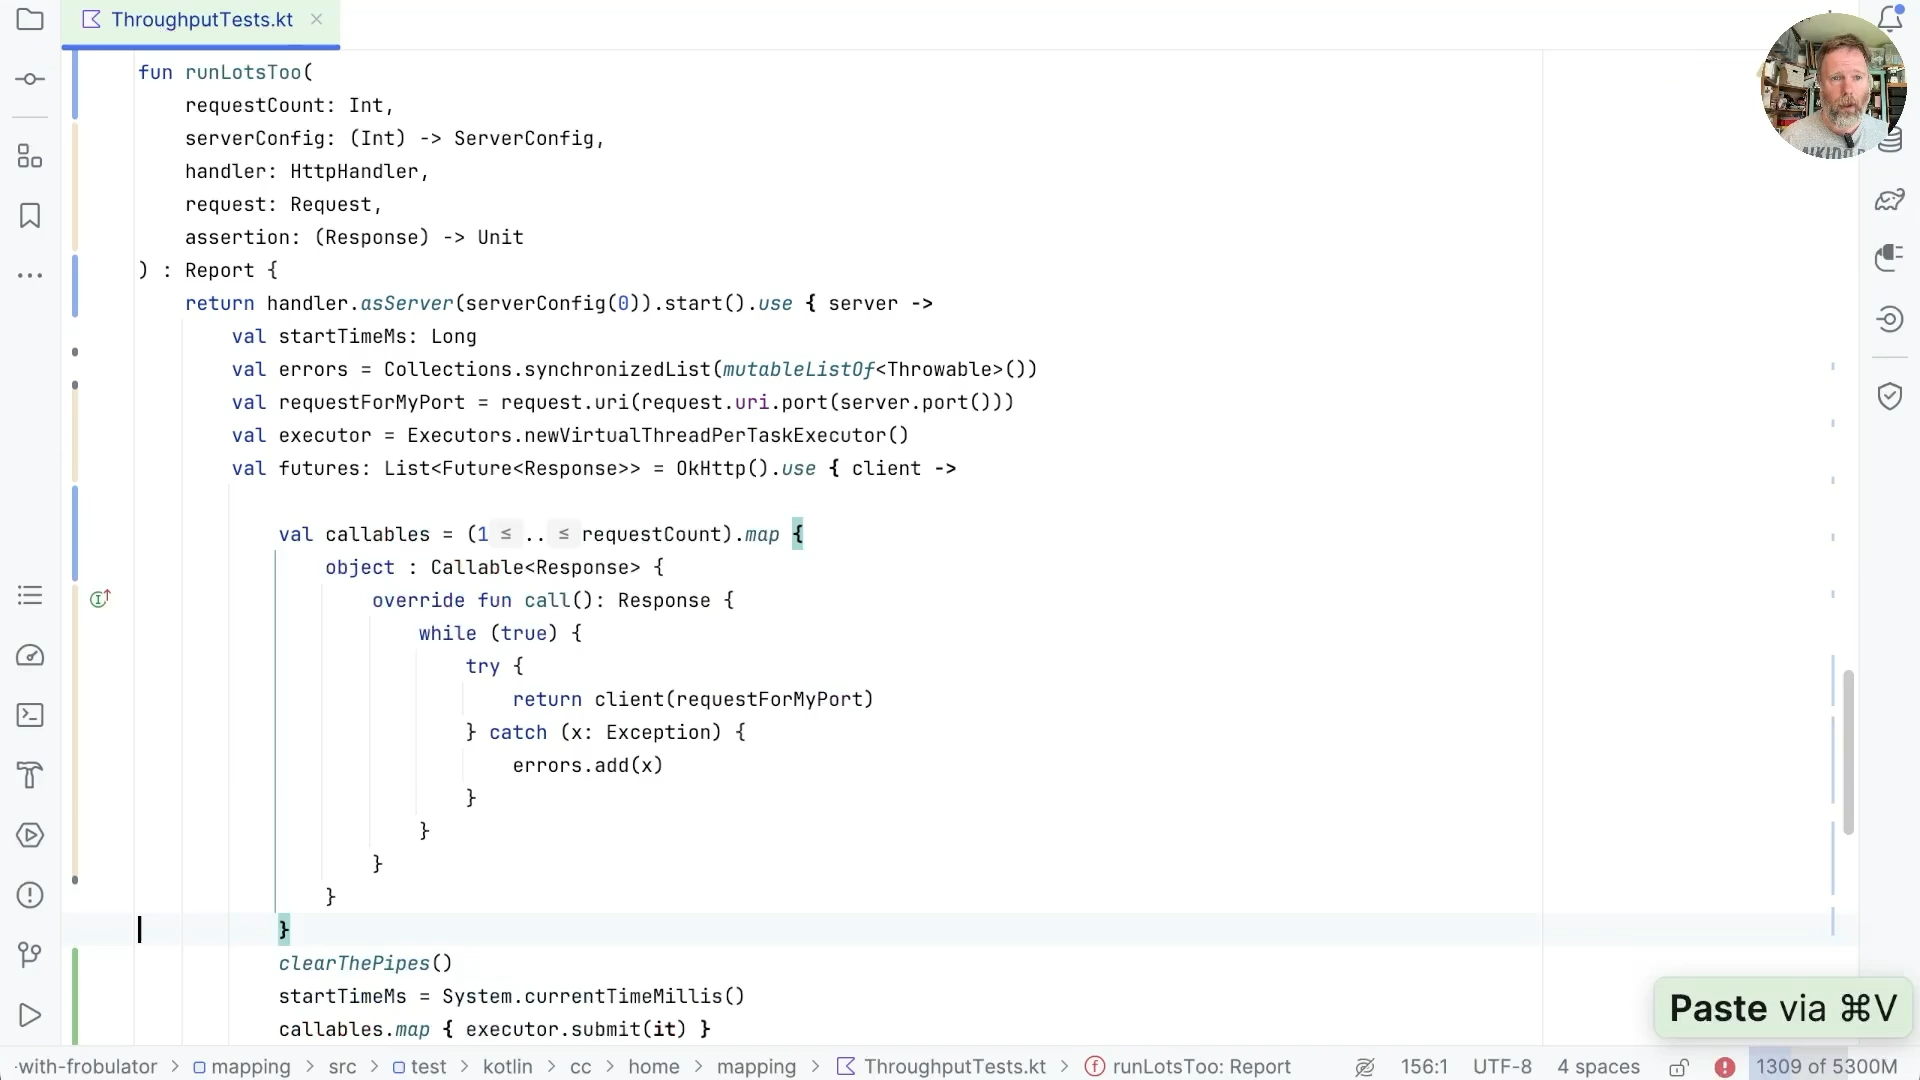 ThroughputTests.kt
fun runLotsToo(
requestCount: Int,
serverConfig: (Int) -> ServerConfig,
handler: HttpHandler,
request: Request,
assertion: (Response) -> Unit
) : Report {
return handler.asServer(serverConfig(0)).start().use { server ->
val startTimeMs: Long
val errors = Collections.synchronizedList(mutableListOf<Throwable>())
val requestForMyPort = request.uri(request.uri.port(server.port()))
val executor = Executors.newVirtualThreadPerTaskExecutor()
val futures: List<Future<Response>> = OkHttp().use { client ->
val callables = (1 ≤ .. ≤ requestCount).map {
object : Callable<Response> {
override fun call(): Response {
while (true) {
try {
return client(requestForMyPort)
} catch (x: Exception) {
errors.add(x)
}
}
}
}
}
clearThePipes()
startTimeMs = System.currentTimeMillis()
callables.map { executor.submit(it) }
Paste via ⌘V
-with-frobulator > mapping > src > test > kotlin > cc > home > mapping > ThroughputTests.kt > runLotsToo: Report 156:1 UTF-8 4 spaces 1309 of 5300M